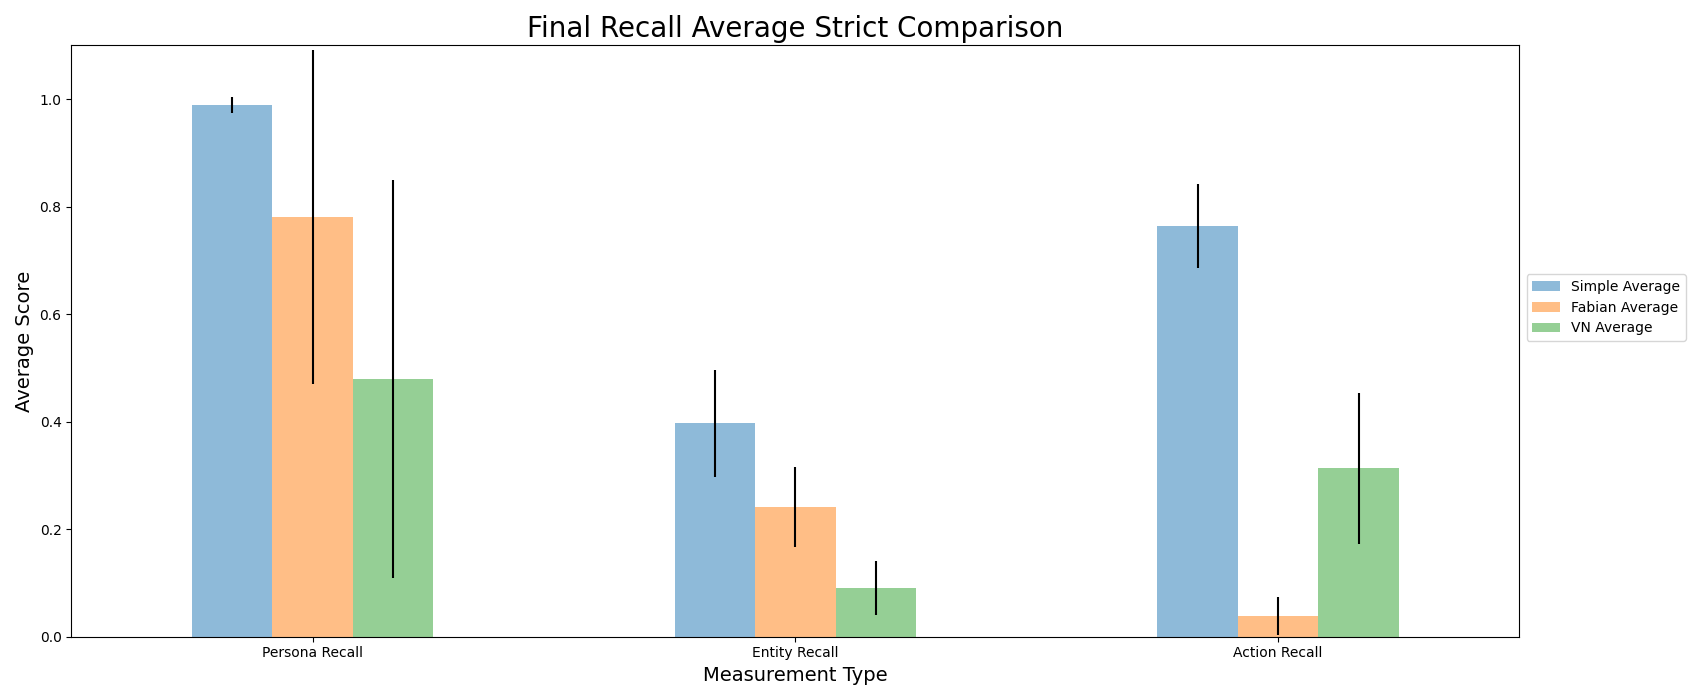 Final Recall Average Strict Comparison
1.0
0.8
0.6
0.4
0.2
0.0
Average Score
Persona Recall
Entity Recall
Action Recall
Measurement Type
Simple Average
Fabian Average
VN Average